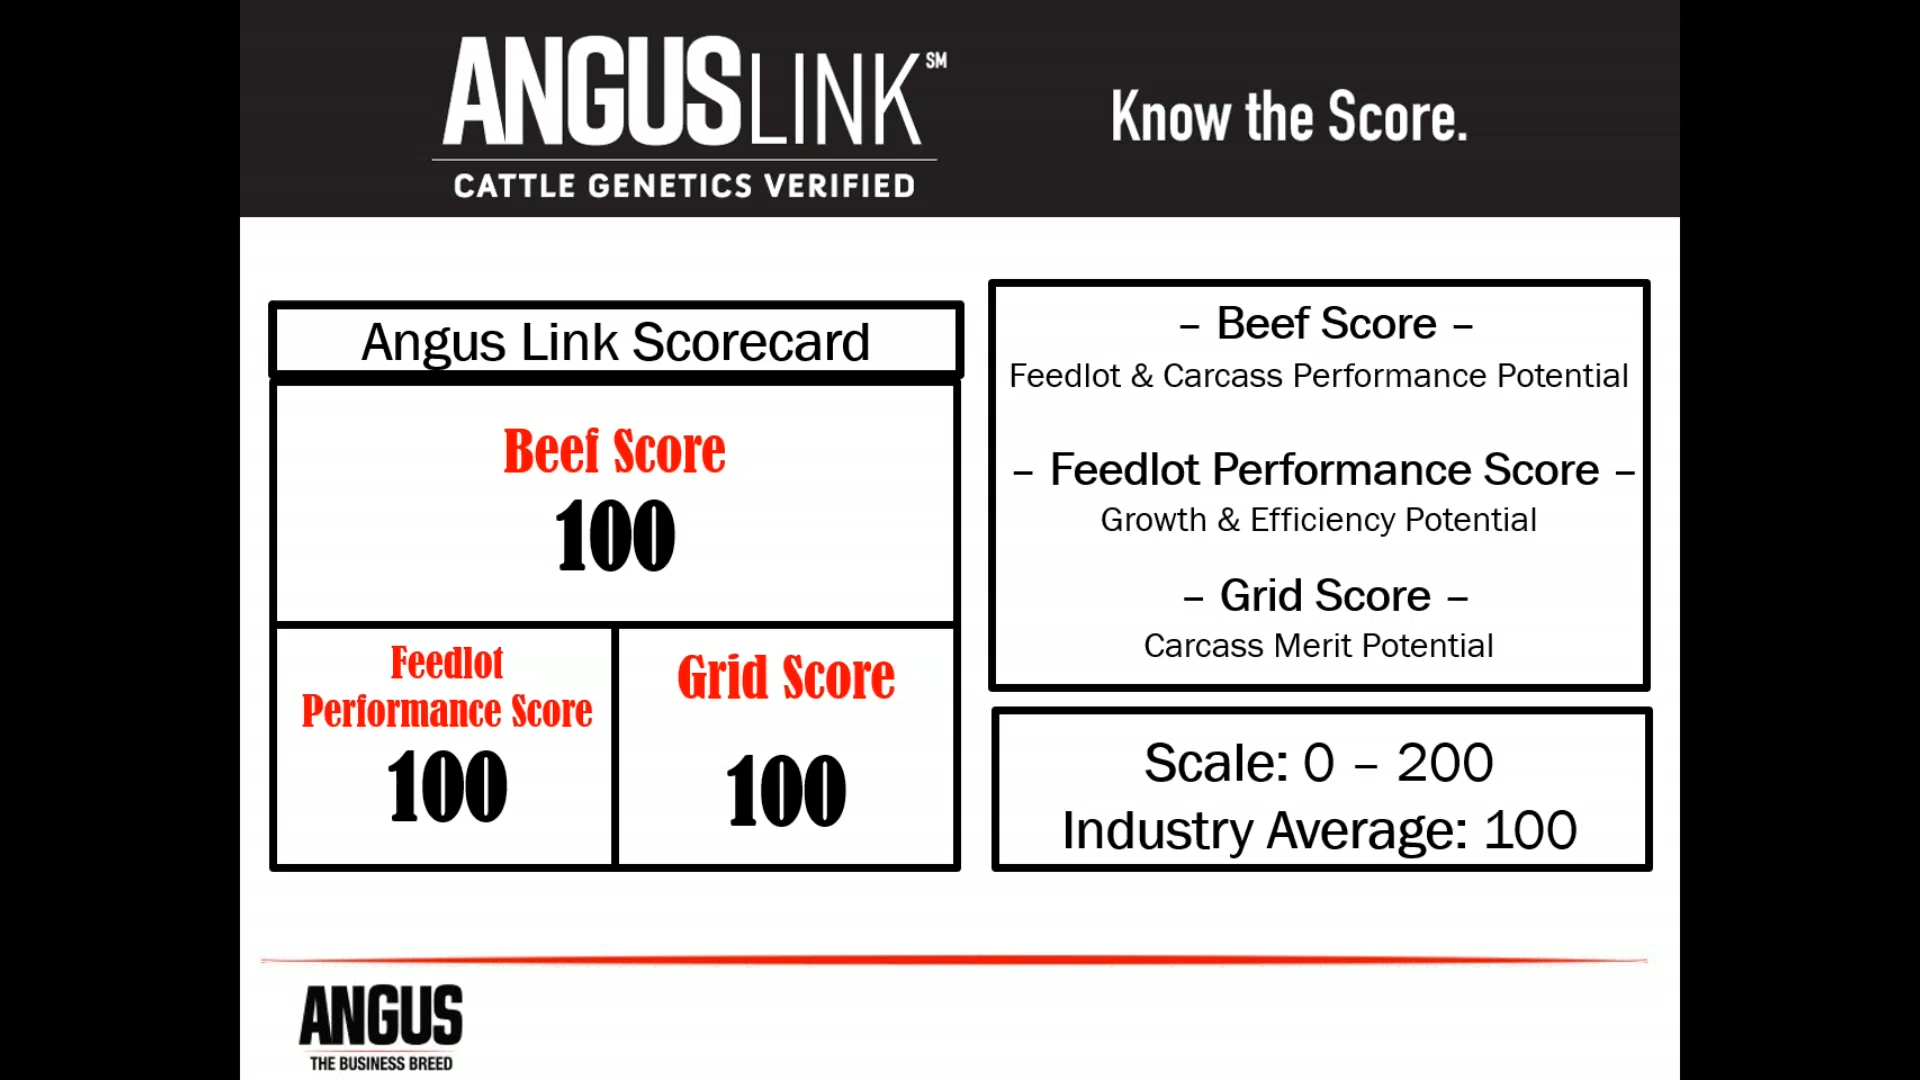 ANGUSLINK℠
CATTLE GENETICS VERIFIED
Know the Score.
Angus Link Scorecard
Beef Score
100
Feedlot
Performance Score
100
Grid Score
100
– Beef Score –
Feedlot & Carcass Performance Potential
– Feedlot Performance Score –
Growth & Efficiency Potential
– Grid Score –
Carcass Merit Potential
Scale: 0 – 200
Industry Average: 100
ANGUS
THE BUSINESS BREED